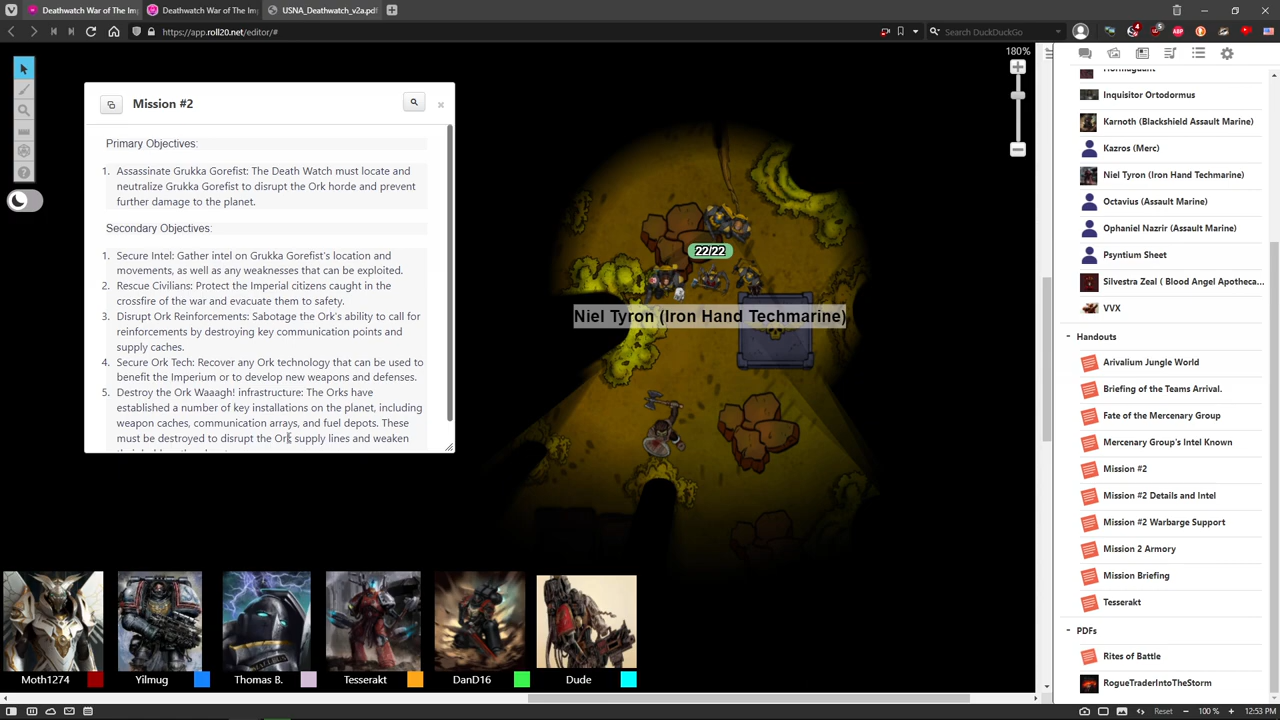 Deathwatch War of The Im
Deathwatch War of The Im
USNA_Deathwatch_v2a.pdf
https://app.roll20.net/editor/#
Search DuckDuckGo
180%
Mission #2
Primary Objectives:
1. Assassinate Grukka Gorefist: The Death Watch must locate and
neutralize Grukka Gorefist to disrupt the Ork horde and prevent
further damage to the planet.
Secondary Objectives:
1. Secure Intel: Gather intel on Grukka Gorefist's location and
movements, as well as any weaknesses that can be exploited.
2. Rescue Civilians: Protect the Imperial citizens caught in the
crossfire of the war and evacuate them to safety.
3. Disrupt Ork Reinforcements: Sabotage the Ork's ability to call for
reinforcements by destroying key communication points and
supply caches.
4. Secure Ork Tech: Recover any Ork technology that can be used to
benefit the Imperium or to develop new weapons and defenses.
5. Destroy the Ork Waaagh! infrastructure: The Orks have
established a number of key installations on the planet, including
weapon caches, communication arrays, and fuel depots. These
must be destroyed to disrupt the Ork supply lines and weaken
22/22
Niel Tyron (Iron Hand Techmarine)
Moth1274
Yilmug
Thomas B.
Tesserakt
DanD16
Dude
Inquisitor Ortodormus
Karnoth (Blackshield Assault Marine)
Kazros (Merc)
Niel Tyron (Iron Hand Techmarine)
Octavius (Assault Marine)
Ophaniel Nazrir (Assault Marine)
Psyntium Sheet
Silvestra Zeal ( Blood Angel Apotheca...
VVX
Handouts
Arivalium Jungle World
Briefing of the Teams Arrival.
Fate of the Mercenary Group
Mercenary Group's Intel Known
Mission #2
Mission #2 Details and Intel
Mission #2 Warbarge Support
Mission 2 Armory
Mission Briefing
Tesserakt
PDFs
Rites of Battle
RogueTraderIntoTheStorm
Reset
100 %
12:53 PM